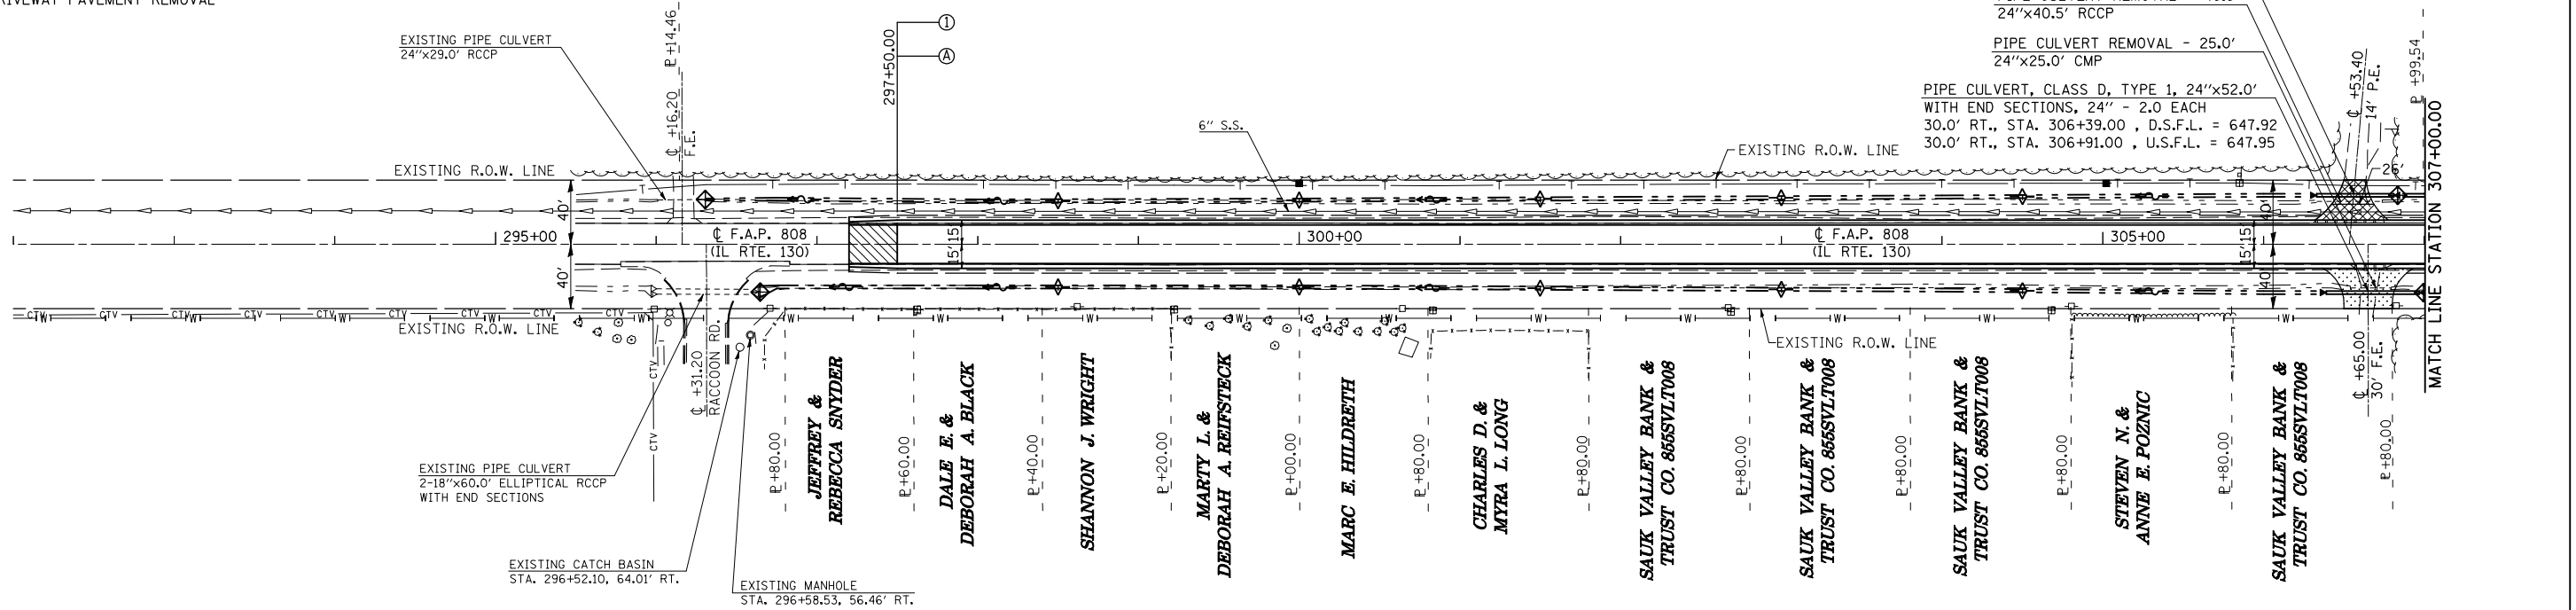 EXISTING PIPE CULVERT
24"x29.0' RCCP
℄ +16.20
F.E.
P +14.46
297+50.00
1
A
6" S.S.
24"x40.5' RCCP
PIPE CULVERT REMOVAL - 25.0'
24"x25.0' CMP
PIPE CULVERT, CLASS D, TYPE 1, 24"x52.0'
WITH END SECTIONS, 24" - 2.0 EACH
30.0' RT., STA. 306+39.00 , D.S.F.L. = 647.92
30.0' RT., STA. 306+91.00 , U.S.F.L. = 647.95
℄ +53.40
14' P.E.
P +99.54
26'
EXISTING R.O.W. LINE
EXISTING R.O.W. LINE
40'
40'
295+00
℄ F.A.P. 808
(IL RTE. 130)
15'
15'
300+00
℄ F.A.P. 808
(IL RTE. 130)
305+00
15'
15'
40'
40'
MATCH LINE STATION 307+00.00
CTV CTV CTV CTV CTV CTV CTV CTV
W W W W W W W W W W W W W W
EXISTING R.O.W. LINE
EXISTING R.O.W. LINE
CTV
CTV
℄ +31.20
RACCOON RD.
℄ +65.00
30' F.E.
P +80.00
JEFFREY &
REBECCA SNYDER
P +60.00
DALE E. &
DEBORAH A. BLACK
P +40.00
SHANNON J. WRIGHT
P +20.00
MARTY L. &
DEBORAH A. REIFSTECK
P +00.00
MARC E. HILDRETH
P +80.00
CHARLES D. &
MYRA L. LONG
P +80.00
SAUK VALLEY BANK &
TRUST CO. 855SVLT008
P +80.00
SAUK VALLEY BANK &
TRUST CO. 855SVLT008
P +80.00
SAUK VALLEY BANK &
TRUST CO. 855SVLT008
P +80.00
STEVEN N. &
ANNE E. POZNIC
P +80.00
SAUK VALLEY BANK &
TRUST CO. 855SVLT008
P +80.00
EXISTING PIPE CULVERT
2-18"x60.0' ELLIPTICAL RCCP
WITH END SECTIONS
EXISTING CATCH BASIN
STA. 296+52.10, 64.01' RT.
EXISTING MANHOLE
STA. 296+58.53, 56.46' RT.